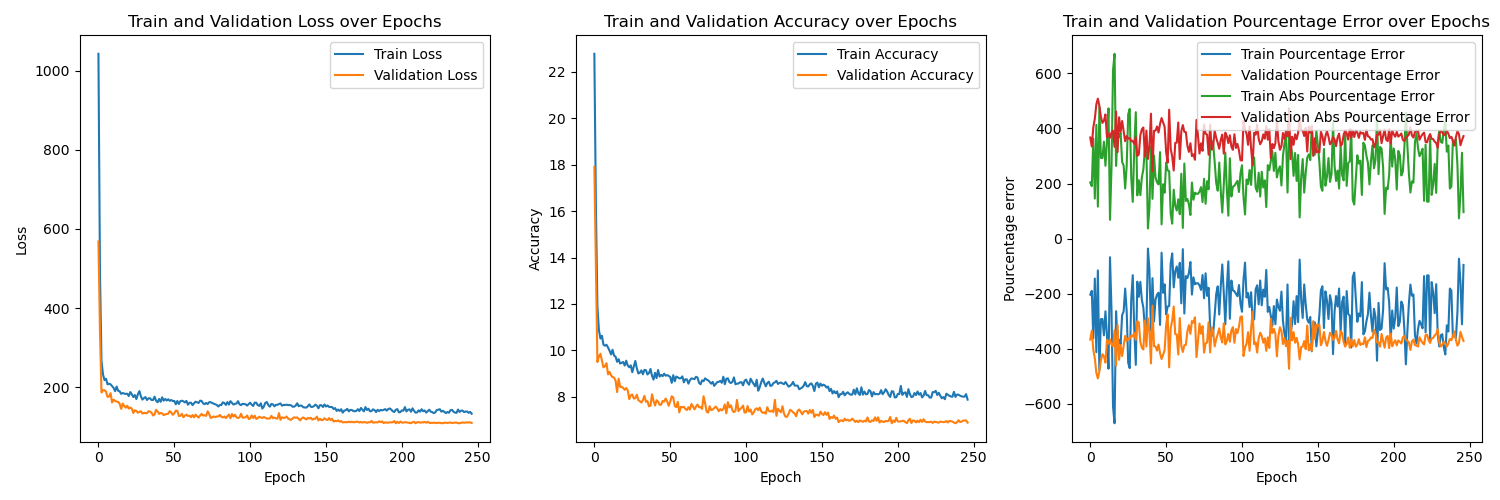 Train and Validation Loss over Epochs
Loss
1000
800
600
400
200
Train Loss
Validation Loss
0
50
100
150
200
250
Epoch
Train and Validation Accuracy over Epochs
Accuracy
22
20
18
16
14
12
10
8
Train Accuracy
Validation Accuracy
0
50
100
150
200
250
Epoch
Train and Validation Pourcentage Error over Epochs
Pourcentage error
600
400
200
0
−200
−400
−600
Train Pourcentage Error
Validation Pourcentage Error
Train Abs Pourcentage Error
Validation Abs Pourcentage Error
0
50
100
150
200
250
Epoch